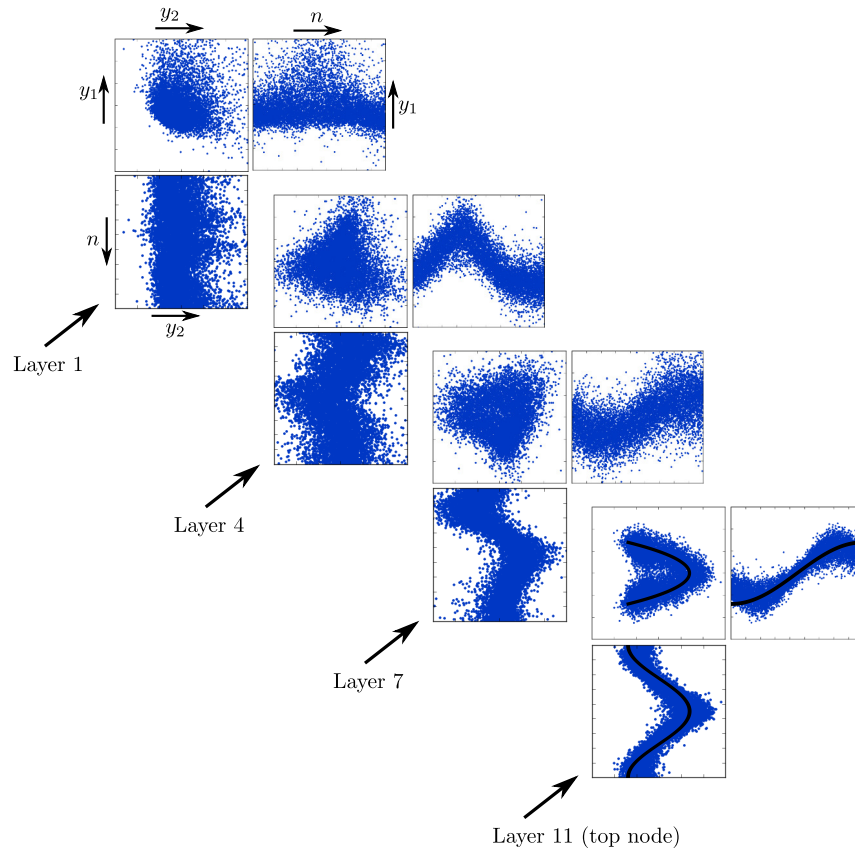 y₂
n
y₁
y₁
n
y₂
Layer 1
Layer 4
Layer 7
Layer 11 (top node)